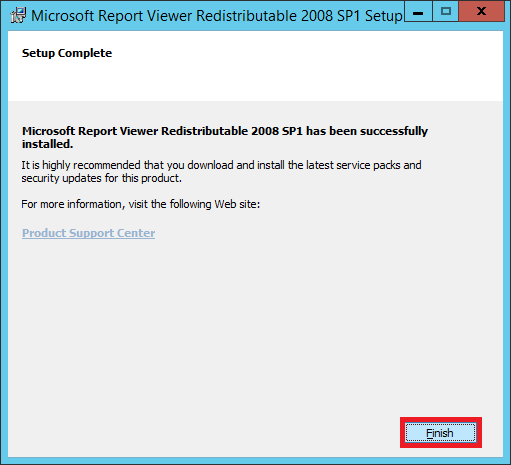 Microsoft Report Viewer Redistributable 2008 SP1 Setup
Setup Complete
Microsoft Report Viewer Redistributable 2008 SP1 has been successfully
installed.
It is highly recommended that you download and install the latest service packs and
security updates for this product.
For more information, visit the following Web site:
Product Support Center
Finish